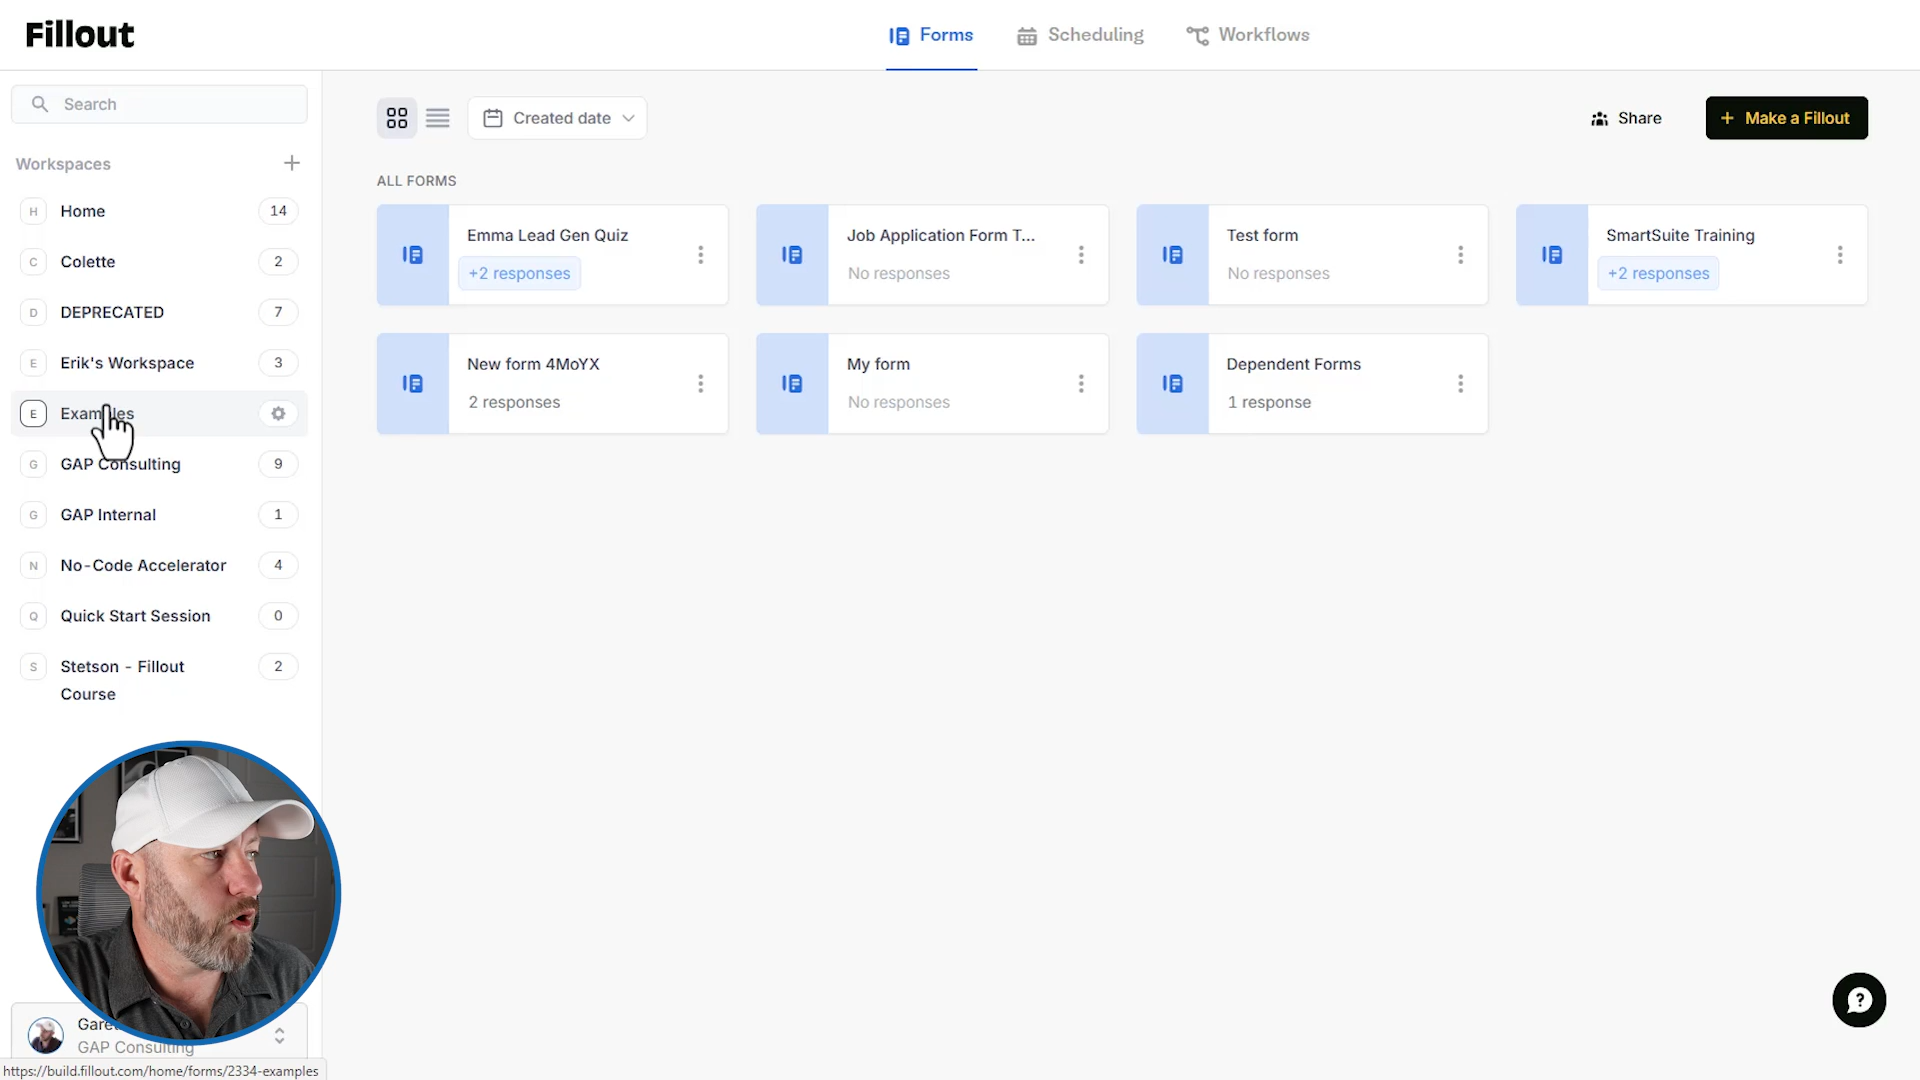 Fillout
Forms
Scheduling
Workflows
Search
Created date
Share
+ Make a Fillout
Workspaces
+
ALL FORMS
H Home 14
C Colette 2
D DEPRECATED 7
E Erik's Workspace 3
E Examples
G GAP Consulting 9
G GAP Internal 1
N No-Code Accelerator 4
Q Quick Start Session 0
S Stetson - Fillout 2
Course
Emma Lead Gen Quiz
+2 responses
Job Application Form T...
No responses
Test form
No responses
SmartSuite Training
+2 responses
New form 4MoYX
2 responses
My form
No responses
Dependent Forms
1 response
?
GAP Consulting
https://build.fillout.com/home/forms/2334-examples